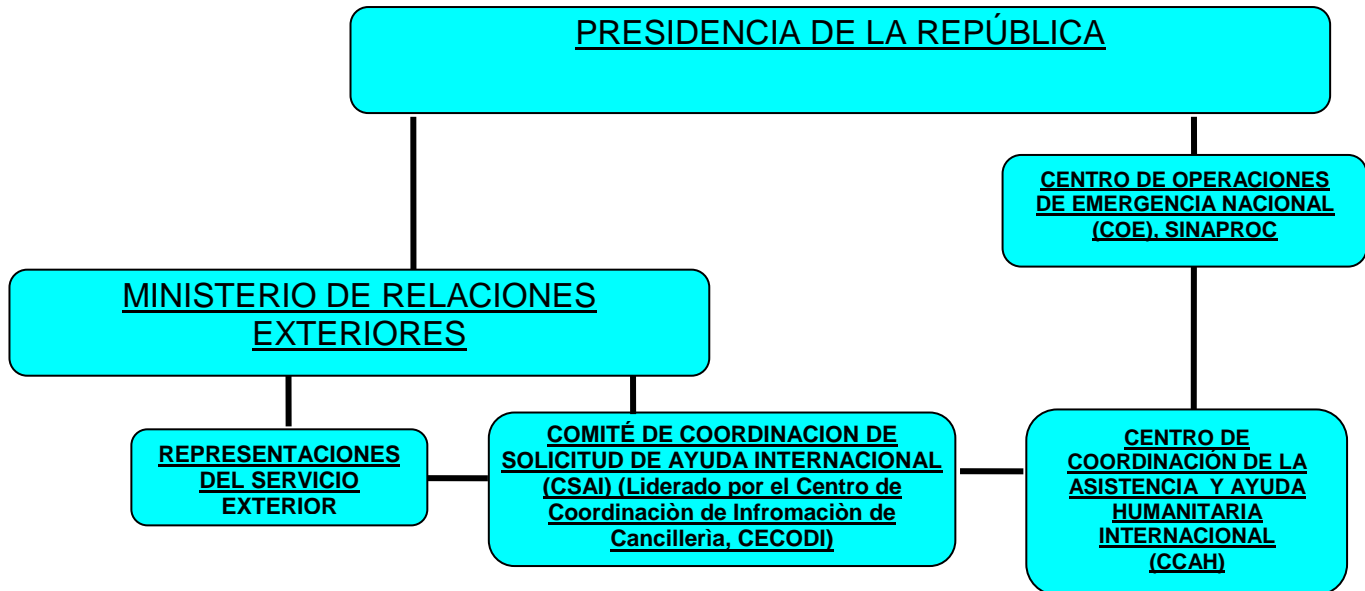 PRESIDENCIA DE LA REPÚBLICA
CENTRO DE OPERACIONES
DE EMERGENCIA NACIONAL
(COE), SINAPROC
MINISTERIO DE RELACIONES
EXTERIORES
REPRESENTACIONES
DEL SERVICIO
EXTERIOR
COMITÉ DE COORDINACION DE
SOLICITUD DE AYUDA INTERNACIONAL
(CSAI) (Liderado por el Centro de
Coordinaciòn de Infromaciòn de
Cancillerìa, CECODI)
CENTRO DE
COORDINACIÓN DE LA
ASISTENCIA Y AYUDA
HUMANITARIA
INTERNACIONAL
(CCAH)